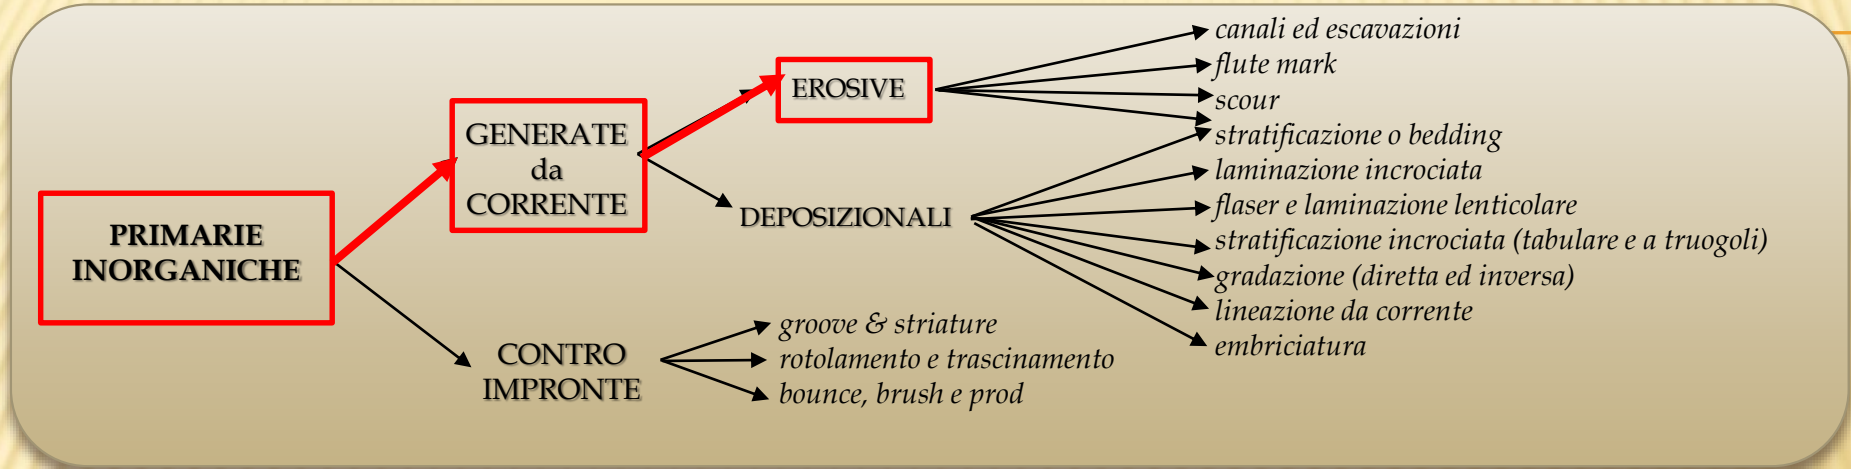 PRIMARIE
INORGANICHE
GENERATE
da
CORRENTE
EROSIVE
canali ed escavazioni
flute mark
scour
DEPOSIZIONALI
stratificazione o bedding
laminazione incrociata
flaser e laminazione lenticolare
stratificazione incrociata (tabulare e a truogoli)
gradazione (diretta ed inversa)
lineazione da corrente
embriciatura
CONTRO
IMPRONTE
groove & striature
rotolamento e trascinamento
bounce, brush e prod